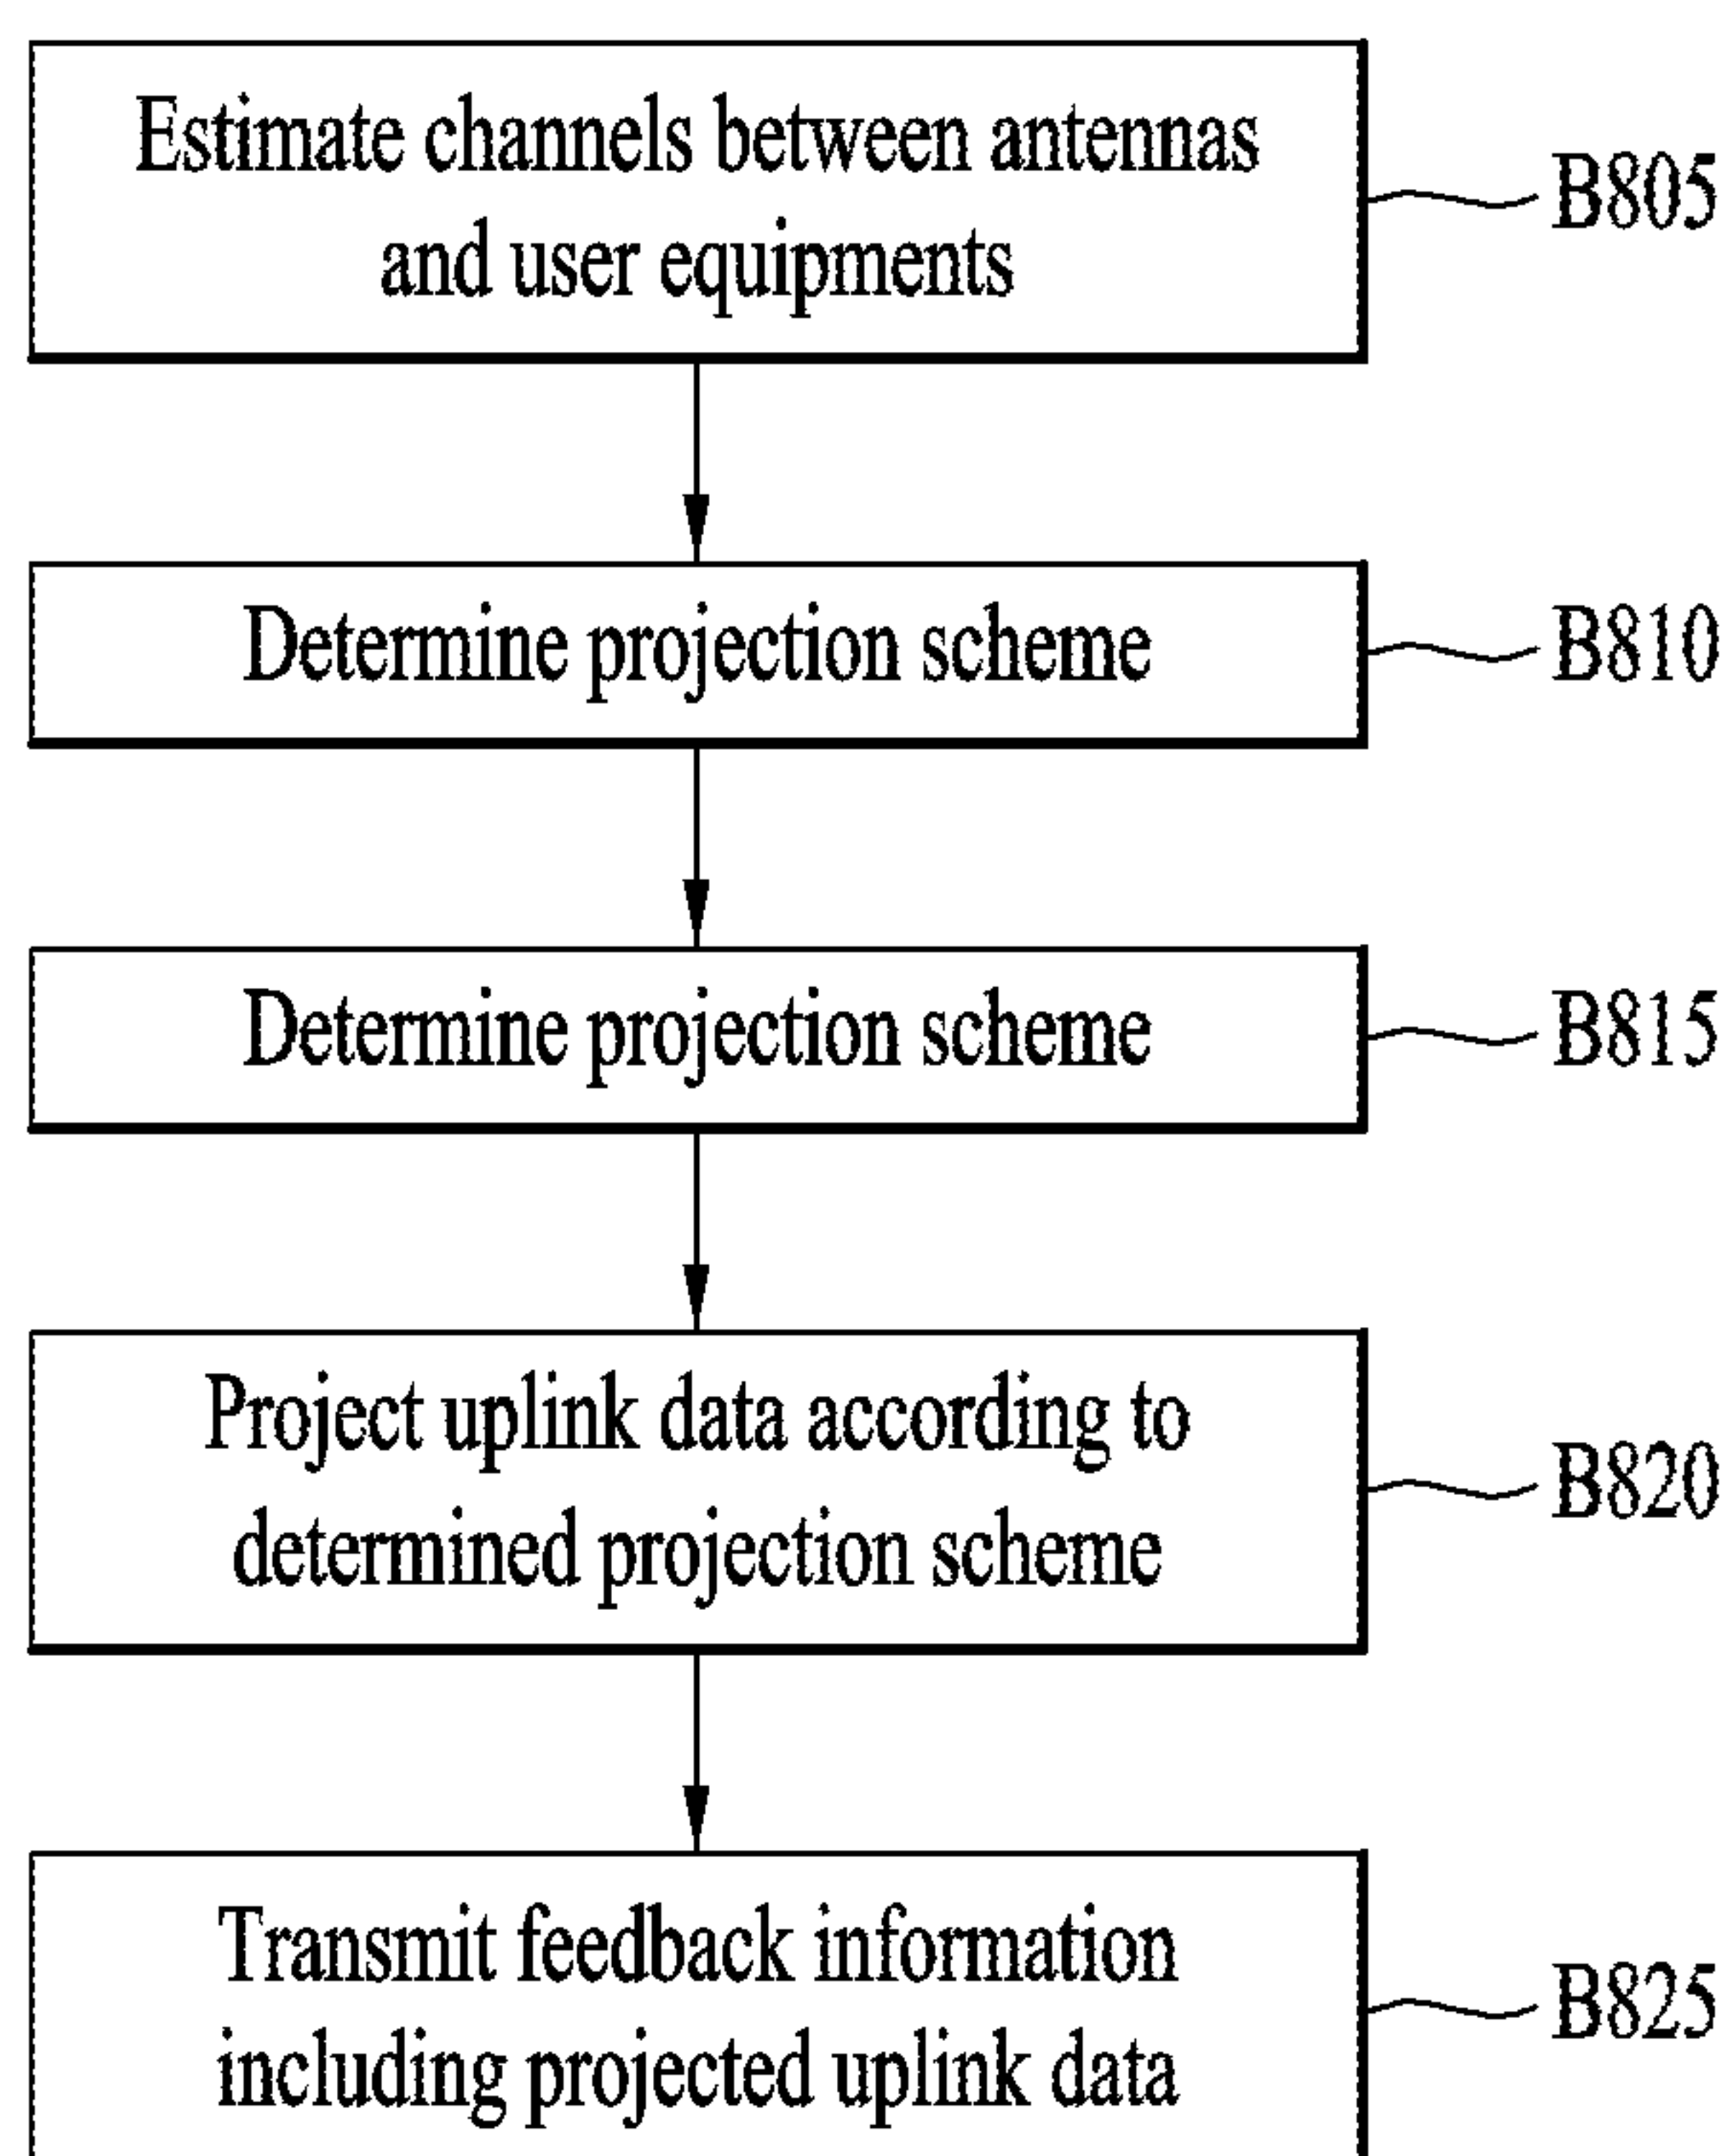 Estimate channels between antennas
and user equipments
B805
Determine projection scheme
B810
Determine projection scheme
B815
Project uplink data according to
determined projection scheme
B820
Transmit feedback information
including projected uplink data
B825